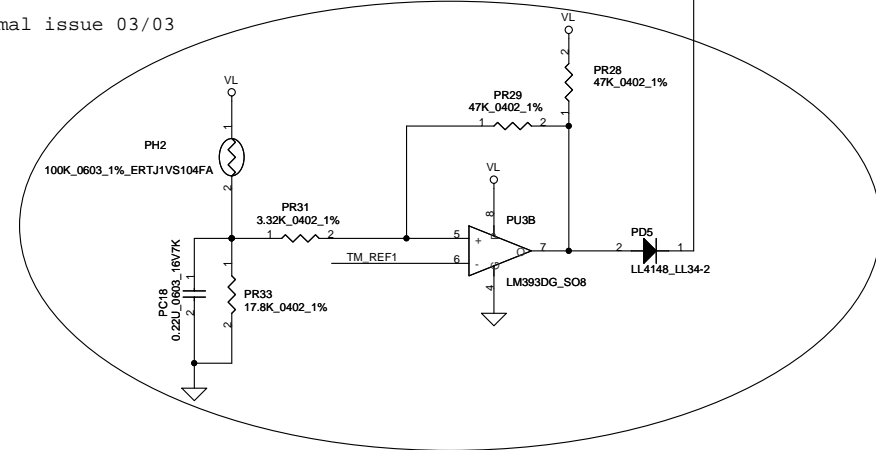 mal issue 03/03
VL
2
PR28
47K_0402_1%
1
VL
1
PH2
100K_0603_1%_ERTJ1VS104FA
2
PR29
47K_0402_1%
1 2
VL
8
PU3B
PR31
3.32K_0402_1%
1 2
5
+
P
O
7
TM_REF1
6
-
G
4
LM393DG_SO8
2
PD5
1
LL4148_LL34-2
1
PC18
0.22U_0603_16V7K
2
1
PR33
17.8K_0402_1%
2